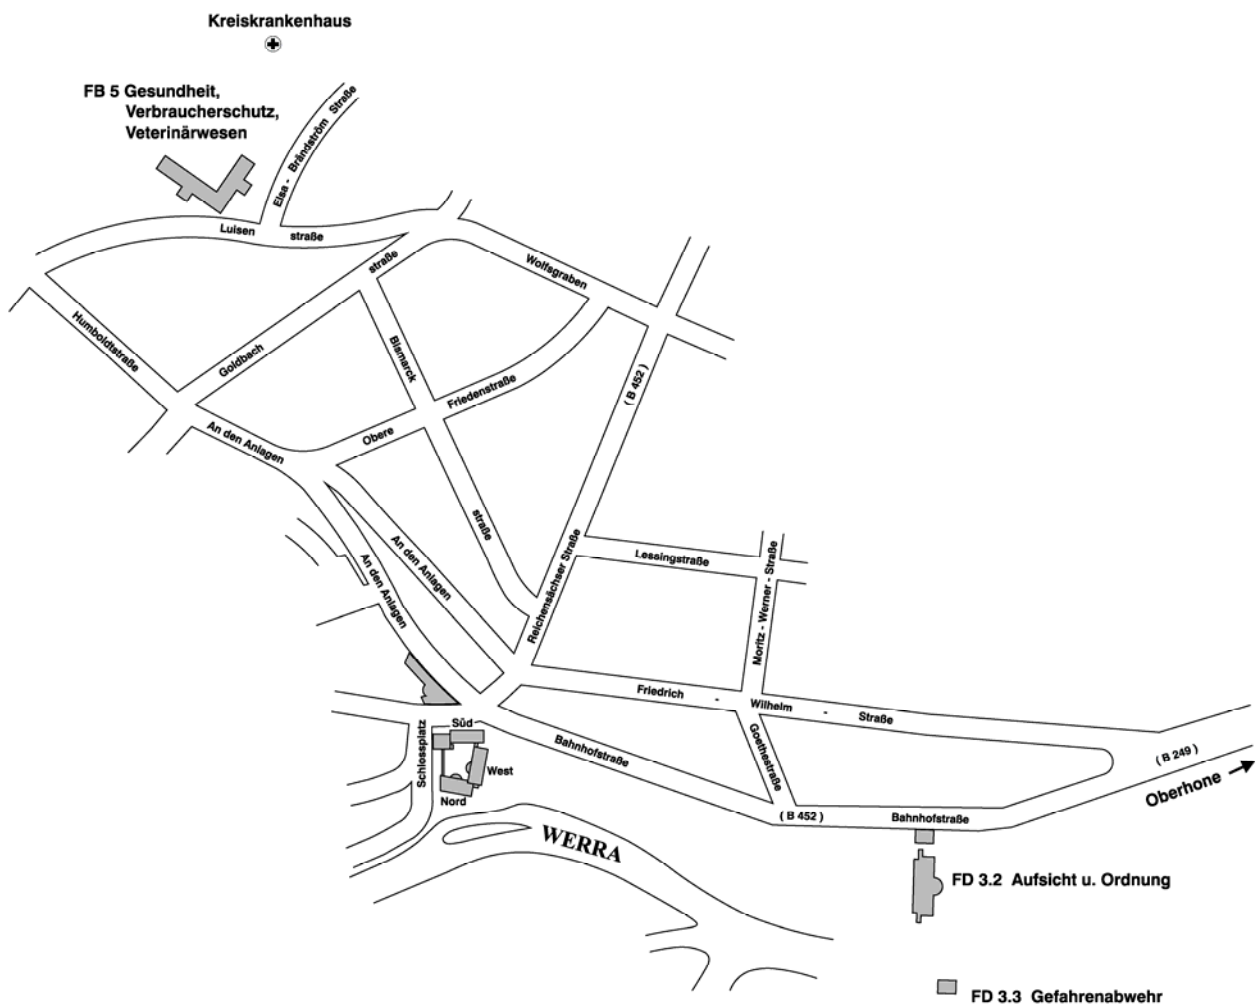 Kreiskrankenhaus
FB 5 Gesundheit,
Verbraucherschutz,
Veterinärwesen
Elsa - Brändström Straße
Luisen straße
Wolfsgraben
Humboldtstraße
Goldbach straße
Bismarck straße
Obere Friedenstraße
( B 452 )
An den Anlagen
An den Anlagen
An den Anlagen
Reichensächser Straße
Lessingstraße
Moritz - Werner - Straße
Friedrich - Wilhelm - Straße
Schlossplatz
Süd
West
Nord
Bahnhofstraße
Goethestraße
( B 452 )
Bahnhofstraße
( B 249 )
Oberhone
WERRA
FD 3.2 Aufsicht u. Ordnung
FD 3.3 Gefahrenabwehr